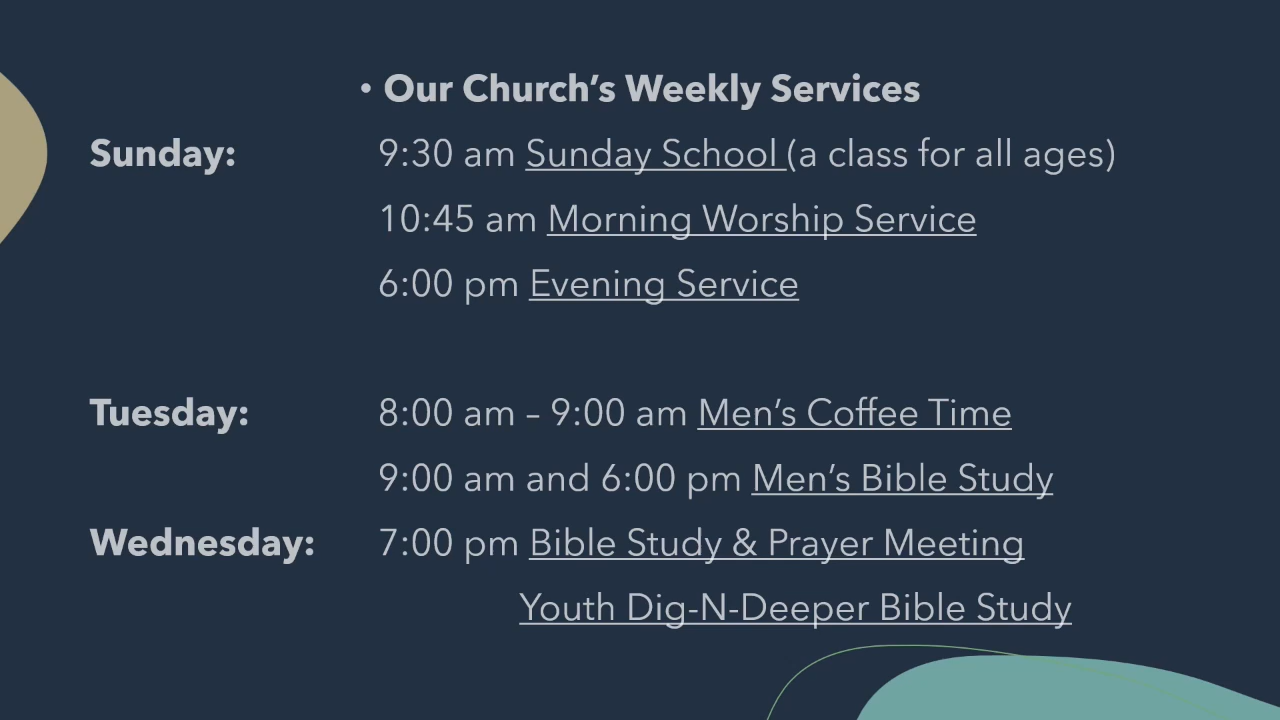 • Our Church’s Weekly Services
Sunday: 9:30 am Sunday School (a class for all ages)
10:45 am Morning Worship Service
6:00 pm Evening Service
Tuesday: 8:00 am – 9:00 am Men’s Coffee Time
9:00 am and 6:00 pm Men’s Bible Study
Wednesday: 7:00 pm Bible Study & Prayer Meeting
Youth Dig-N-Deeper Bible Study